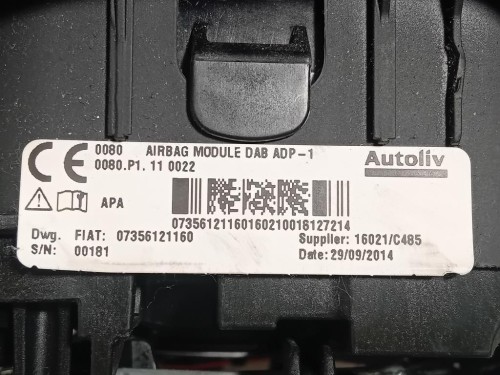 CE 0080 AIRBAG MODULE DAB ADP-1 Autoliv
0080.P1. 11 0022
APA
07356121160160210016127214
Dwg. FIAT: 07356121160 Supplier: 16021/C485
S/N: 00181 Date: 29/09/2014